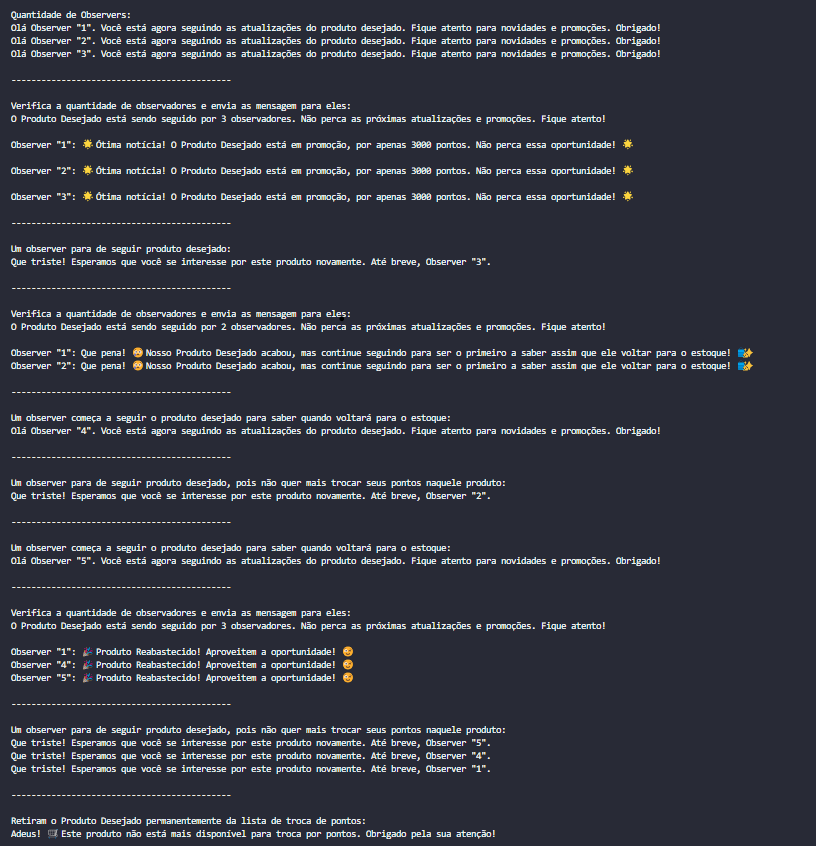 Quantidade de Observers:
Olá Observer "1". Você está agora seguindo as atualizações do produto desejado. Fique atento para novidades e promoções. Obrigado!
Olá Observer "2". Você está agora seguindo as atualizações do produto desejado. Fique atento para novidades e promoções. Obrigado!
Olá Observer "3". Você está agora seguindo as atualizações do produto desejado. Fique atento para novidades e promoções. Obrigado!
--------------------------------------------
Verifica a quantidade de observadores e envia as mensagem para eles:
O Produto Desejado está sendo seguido por 3 observadores. Não perca as próximas atualizações e promoções. Fique atento!
Observer "1": 🌟 Ótima notícia! O Produto Desejado está em promoção, por apenas 3000 pontos. Não perca essa oportunidade! 🌟
Observer "2": 🌟 Ótima notícia! O Produto Desejado está em promoção, por apenas 3000 pontos. Não perca essa oportunidade! 🌟
Observer "3": 🌟 Ótima notícia! O Produto Desejado está em promoção, por apenas 3000 pontos. Não perca essa oportunidade! 🌟
--------------------------------------------
Um observer para de seguir produto desejado:
Que triste! Esperamos que você se interesse por este produto novamente. Até breve, Observer "3".
--------------------------------------------
Verifica a quantidade de observadores e envia as mensagem para eles:
O Produto Desejado está sendo seguido por 2 observadores. Não perca as próximas atualizações e promoções. Fique atento!
Observer "1": Que pena! Nosso Produto Desejado acabou, mas continue seguindo para ser o primeiro a saber assim que ele voltar para o estoque!
Observer "2": Que pena! Nosso Produto Desejado acabou, mas continue seguindo para ser o primeiro a saber assim que ele voltar para o estoque!
--------------------------------------------
Um observer começa a seguir o produto desejado para saber quando voltará para o estoque:
Olá Observer "4". Você está agora seguindo as atualizações do produto desejado. Fique atento para novidades e promoções. Obrigado!
--------------------------------------------
Um observer para de seguir produto desejado, pois não quer mais trocar seus pontos naquele produto:
Que triste! Esperamos que você se interesse por este produto novamente. Até breve, Observer "2".
--------------------------------------------
Um observer começa a seguir o produto desejado para saber quando voltará para o estoque:
Olá Observer "5". Você está agora seguindo as atualizações do produto desejado. Fique atento para novidades e promoções. Obrigado!
--------------------------------------------
Verifica a quantidade de observadores e envia as mensagem para eles:
O Produto Desejado está sendo seguido por 3 observadores. Não perca as próximas atualizações e promoções. Fique atento!
Observer "1": 🎉 Produto Reabastecido! Aproveitem a oportunidade!
Observer "4": 🎉 Produto Reabastecido! Aproveitem a oportunidade!
Observer "5": 🎉 Produto Reabastecido! Aproveitem a oportunidade!
--------------------------------------------
Um observer para de seguir produto desejado, pois não quer mais trocar seus pontos naquele produto:
Que triste! Esperamos que você se interesse por este produto novamente. Até breve, Observer "5".
Que triste! Esperamos que você se interesse por este produto novamente. Até breve, Observer "4".
Que triste! Esperamos que você se interesse por este produto novamente. Até breve, Observer "1".
--------------------------------------------
Retiram o Produto Desejado permanentemente da lista de troca de pontos:
Adeus! 🛒 Este produto não está mais disponível para troca por pontos. Obrigado pela sua atenção!